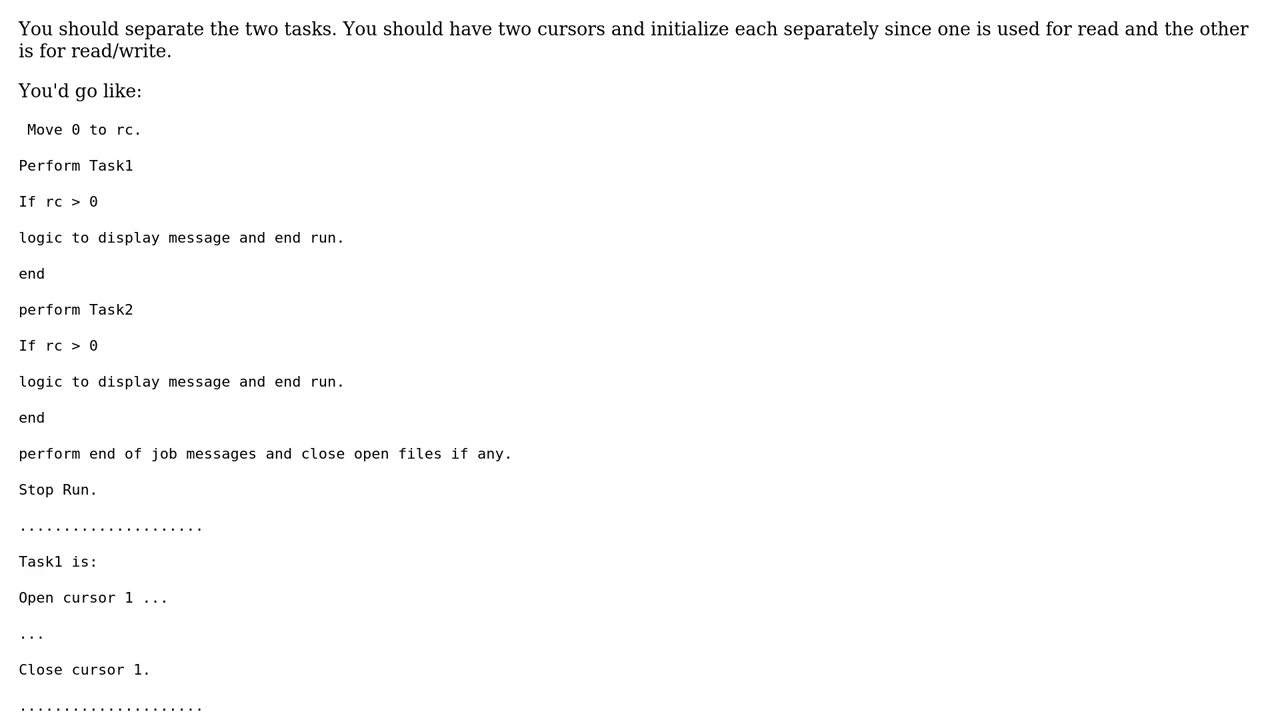 You should separate the two tasks. You should have two cursors and initialize each separately since one is used for read and the other
is for read/write.
You'd go like:
Move 0 to rc.
Perform Task1
If rc > 0
logic to display message and end run.
end
perform Task2
If rc > 0
logic to display message and end run.
end
perform end of job messages and close open files if any.
Stop Run.
.....................
Task1 is:
Open cursor 1 ...
...
Close cursor 1.
.....................